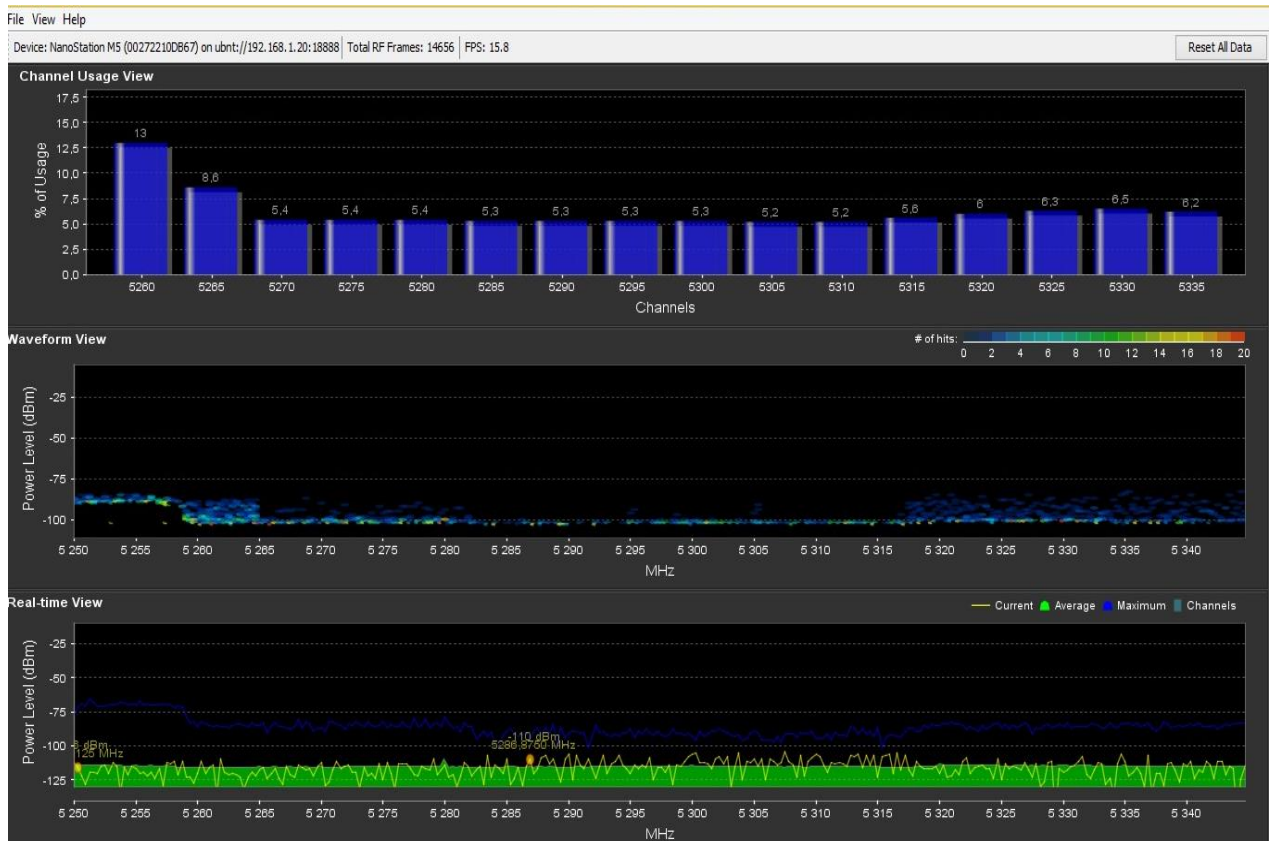 File View Help
Device: NanoStation M5 (00272210DB67) on ubnt://192.168.1.20:18888 Total RF Frames: 14656 FPS: 15.8 Reset All Data
Channel Usage View
17,5
15,0
12,5
10,0
7,5
5,0
2,5
0,0
% of Usage
13 8,6 5,4 5,4 5,4 5,3 5,3 5,3 5,3 5,2 5,2 5,6 6 6,3 6,5 6,2
5260 5265 5270 5275 5280 5285 5290 5295 5300 5305 5310 5315 5320 5325 5330 5335
Channels
Waveform View
# of hits:
0 2 4 6 8 10 12 14 16 18 20
Power Level (dBm)
-25
-50
-75
-100
5 250 5 255 5 260 5 265 5 270 5 275 5 280 5 285 5 290 5 295 5 300 5 305 5 310 5 315 5 320 5 325 5 330 5 335 5 340
MHz
Real-time View
Current Average Maximum Channels
Power Level (dBm)
-25
-50
-75
-100
-125
dBm
125 MHz
-110 dBm
5286,8750 MHz
5 250 5 255 5 260 5 265 5 270 5 275 5 280 5 285 5 290 5 295 5 300 5 305 5 310 5 315 5 320 5 325 5 330 5 335 5 340
MHz